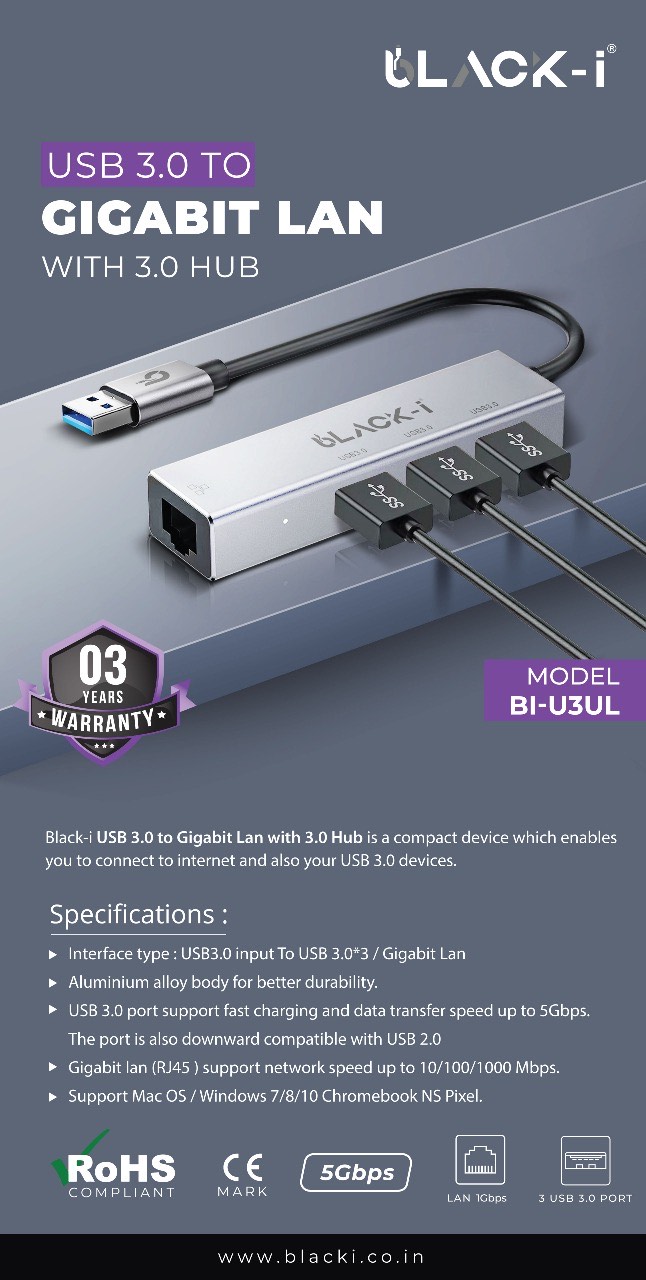 bLACK-i®
USB 3.0 TO
GIGABIT LAN
WITH 3.0 HUB
bLACK-i
USB3.0
USB3.0
USB3.0
SS
SS
SS
03
YEARS
WARRANTY
MODEL
BI-U3UL
Black-i USB 3.0 to Gigabit Lan with 3.0 Hub is a compact device which enables
you to connect to internet and also your USB 3.0 devices.
Specifications :
Interface type : USB3.0 input To USB 3.0*3 / Gigabit Lan
Aluminium alloy body for better durability.
USB 3.0 port support fast charging and data transfer speed up to 5Gbps.
The port is also downward compatible with USB 2.0
Gigabit lan (RJ45 ) support network speed up to 10/100/1000 Mbps.
Support Mac OS / Windows 7/8/10 Chromebook NS Pixel.
RoHS
COMPLIANT
CE
MARK
5Gbps
LAN 1Gbps
3 USB 3.0 PORT
www.blacki.co.in